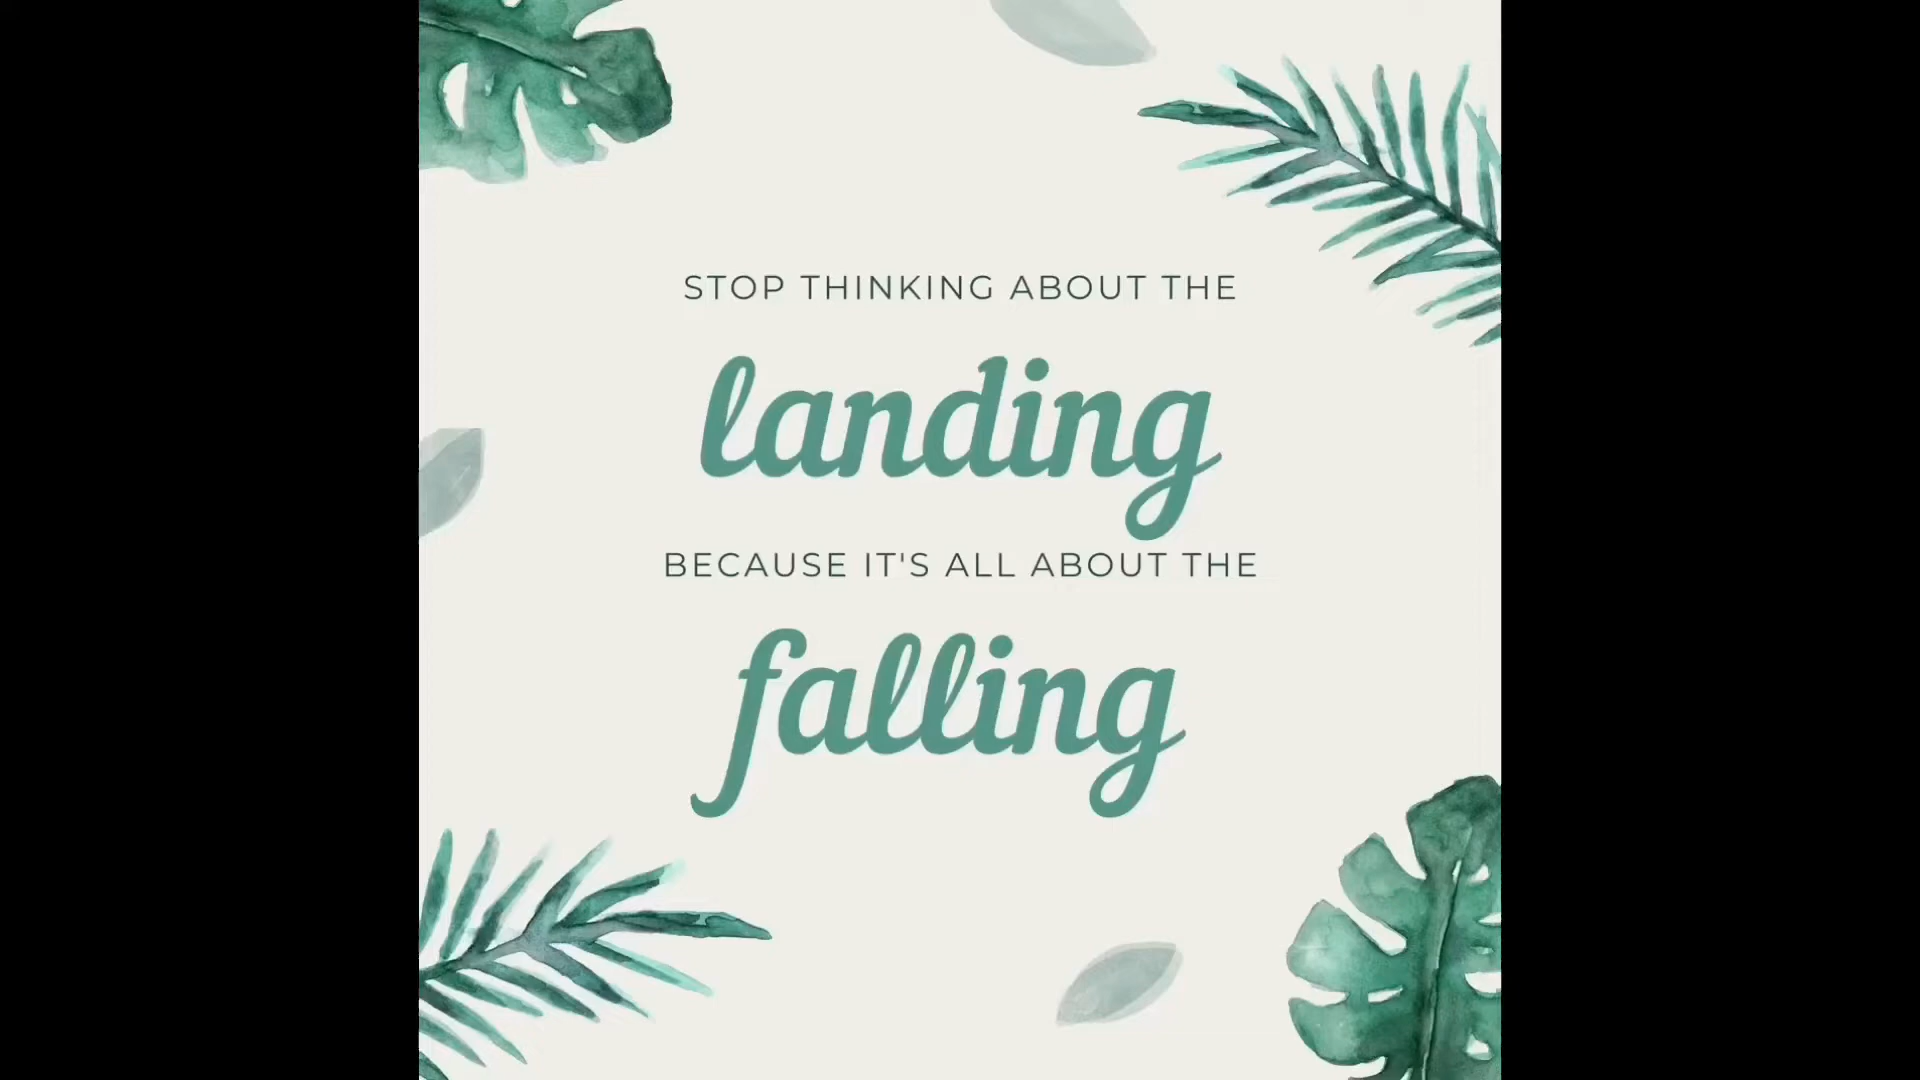 STOP THINKING ABOUT THE
landing
BECAUSE IT'S ALL ABOUT THE
falling